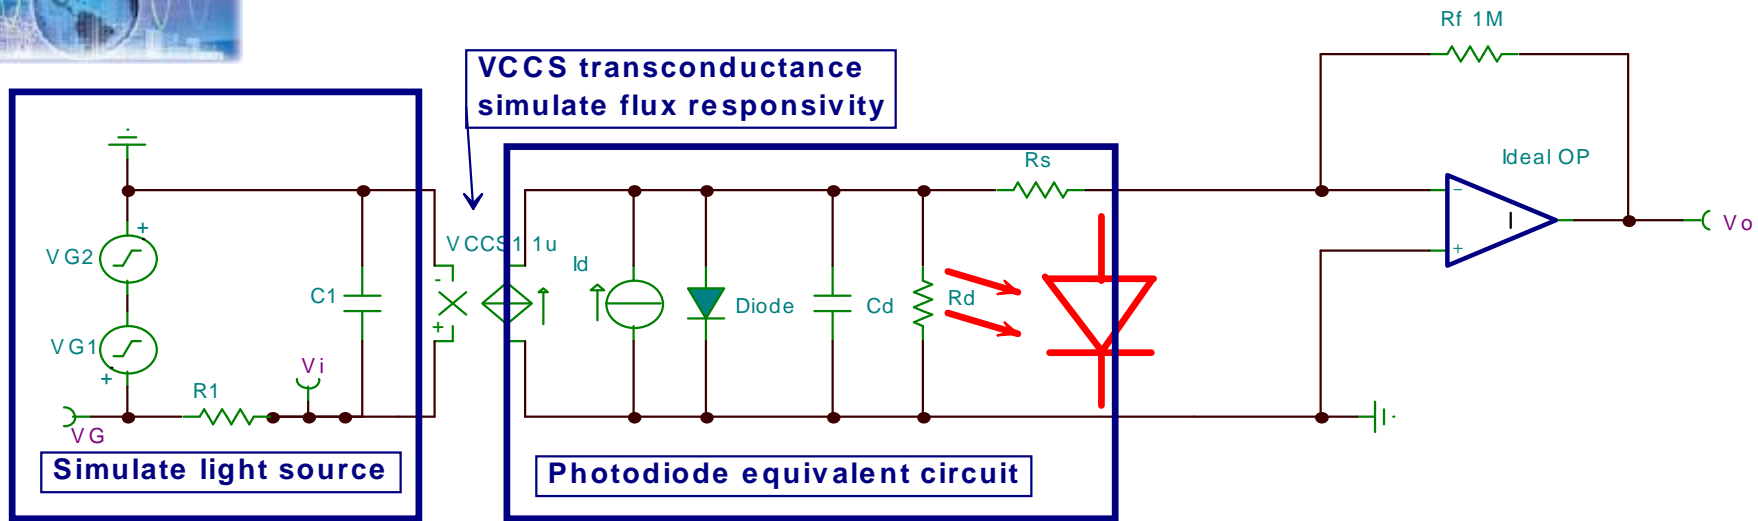 Rf 1M
VCCS transconductance
simulate flux responsivity
Rs
Ideal OP
-
+
Vo
+
VG2
VCCS1 1u
Id
-
C1
Diode
Cd
Rd
VG1
+
+
Vi
R1
VG
Simulate light source
Photodiode equivalent circuit